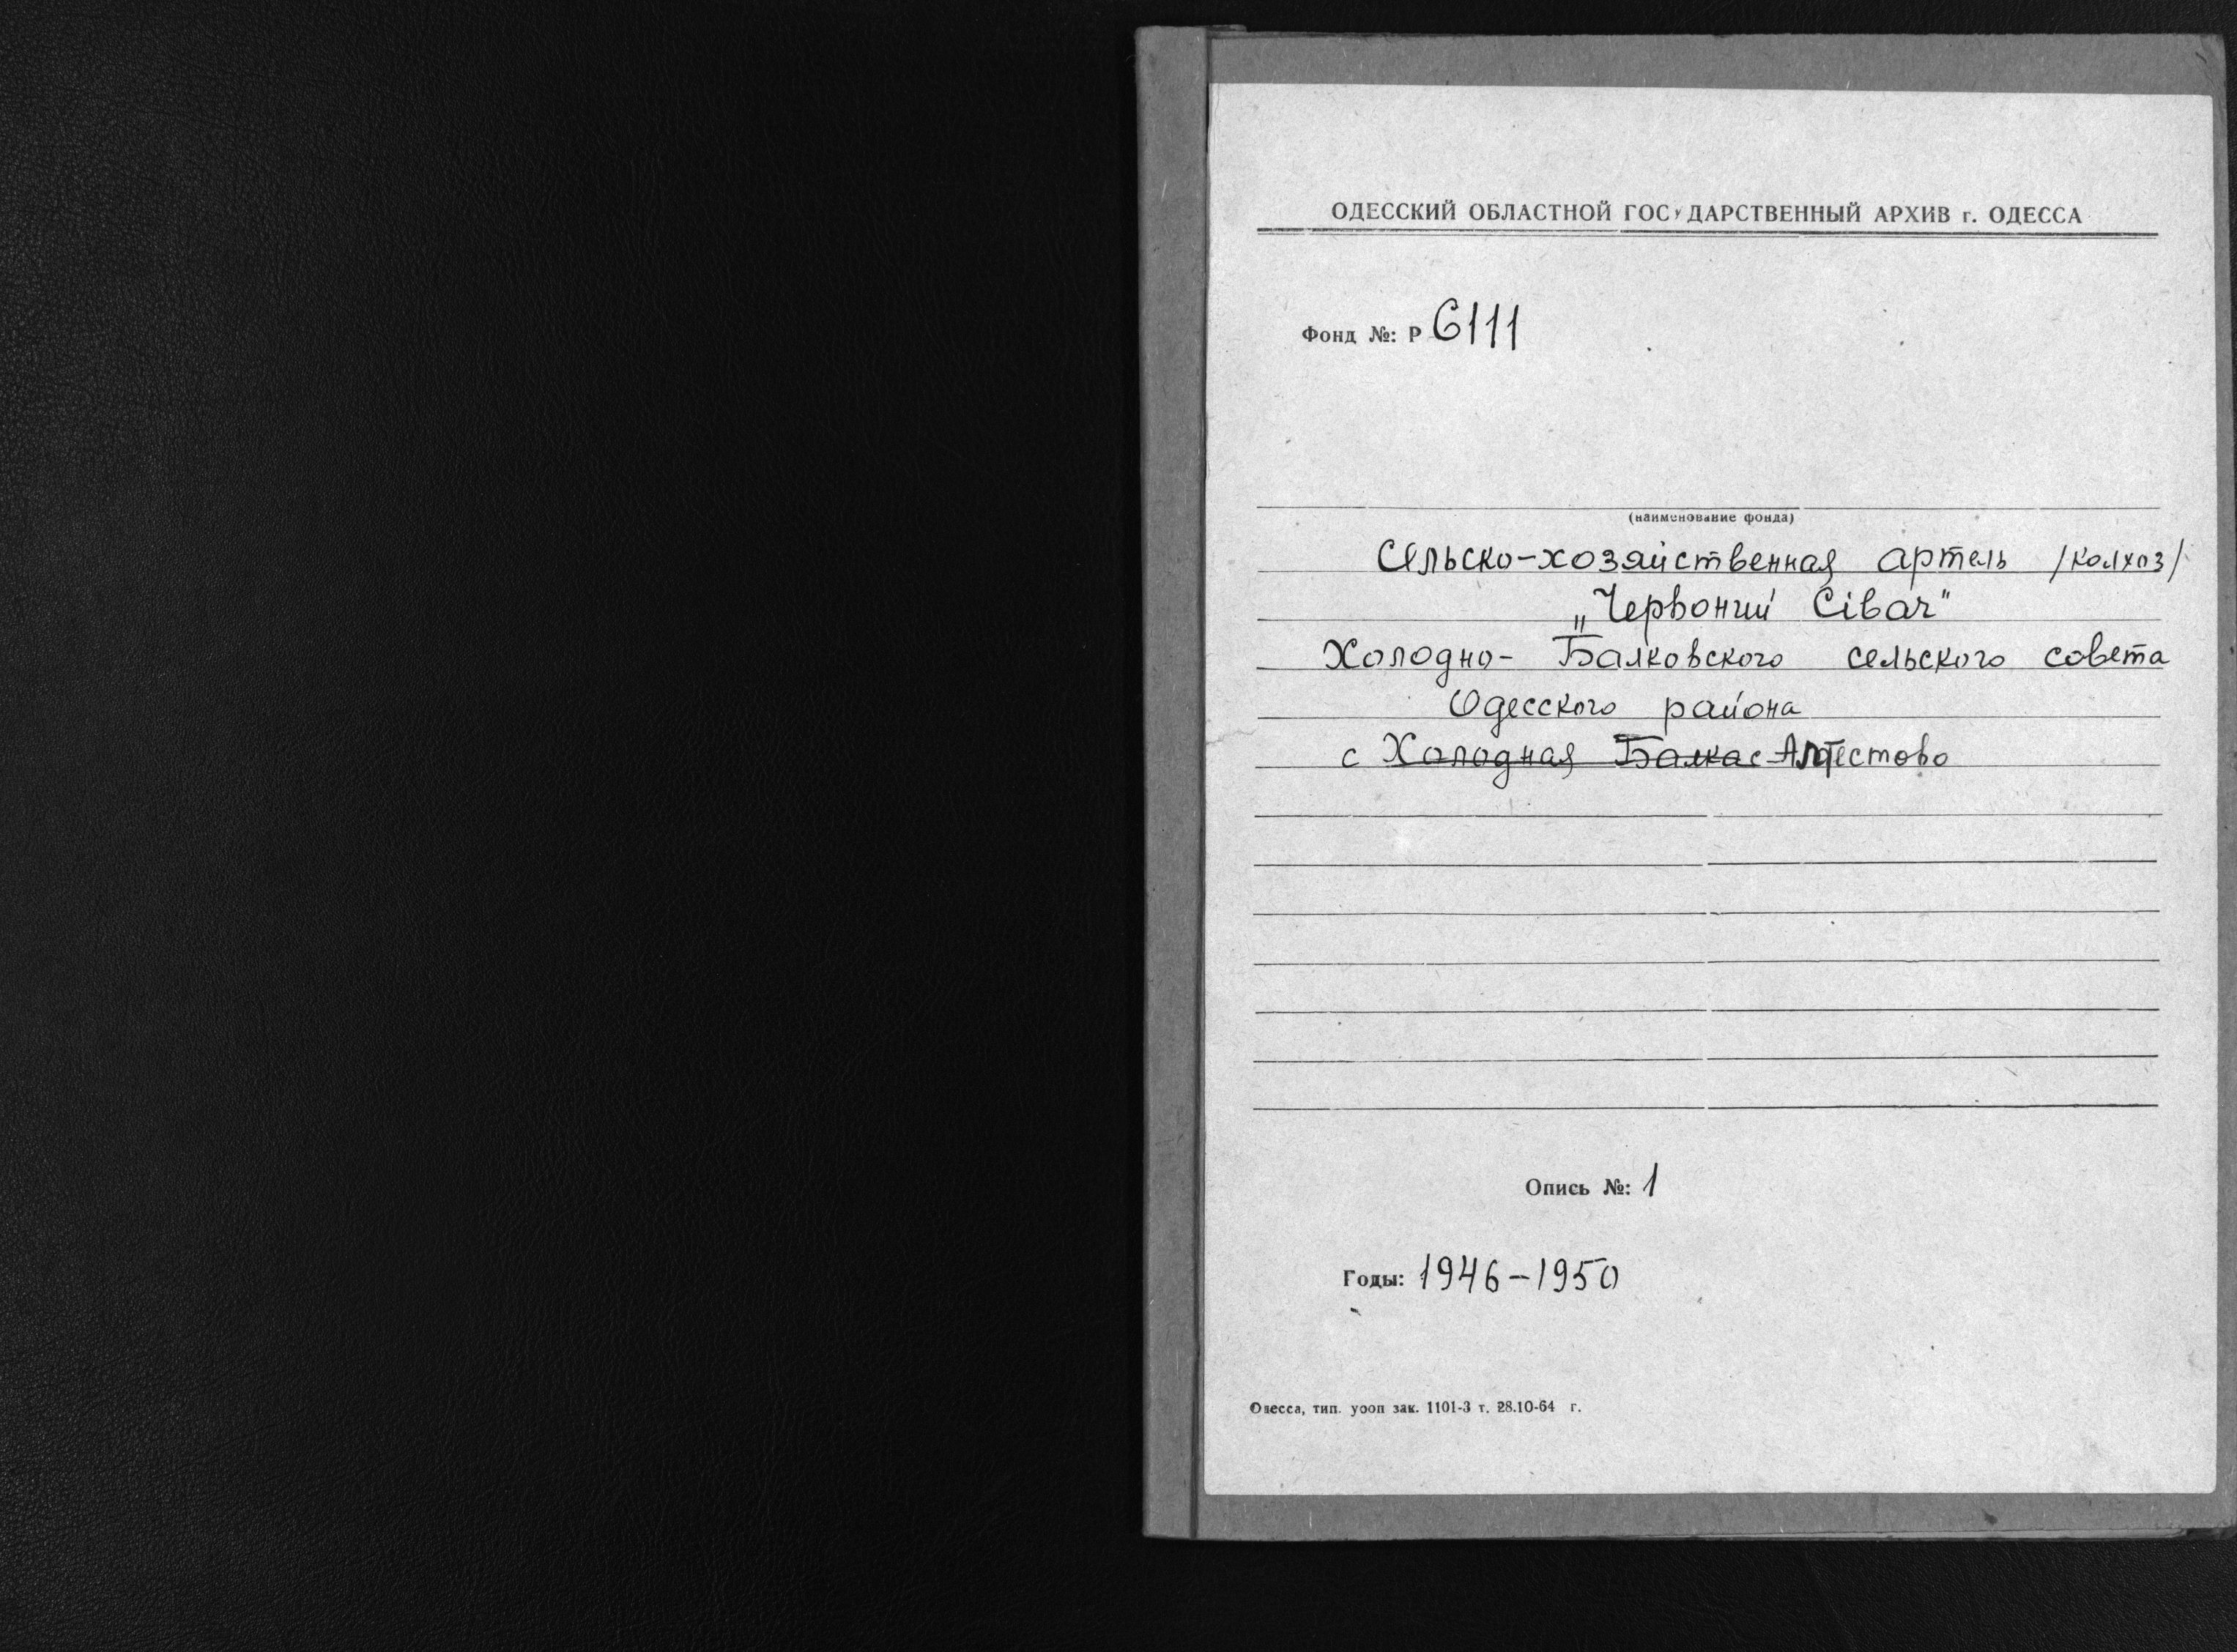 ОДЕССКИЙ ОБЛАСТНОЙ ГОСУДАРСТВЕННЫЙ АРХИВ г. ОДЕССА
Фонд №: Р 6111
(наименование фонда)
Сельско-хозяйственная артель /колхоз/
„Червоний Сівач"
Холодно-Балковского сельского совета
Одесского района
с Холодная Балка с Алтестово
Опись №: 1
Годы: 1946-1950
Одесса, тип. уооп зак. 1101-3 т. 28.10-64 г.